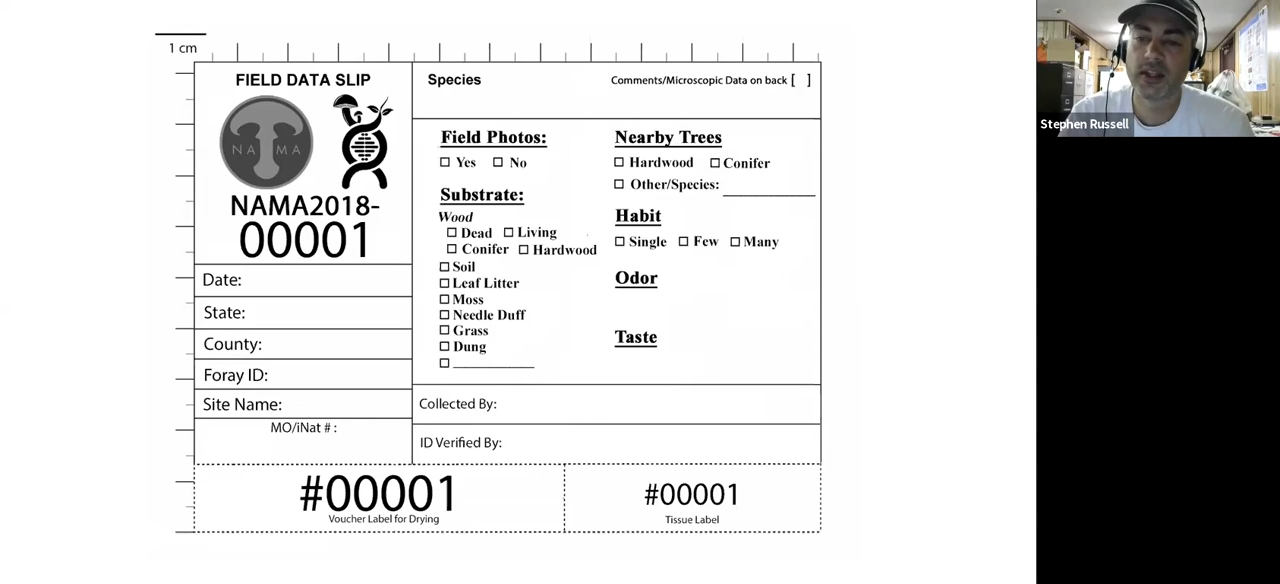 1 cm
FIELD DATA SLIP
NAMA
NAMA2018-
00001
Date:
State:
County:
Foray ID:
Site Name:
MO/iNat # :
Species
Comments/Microscopic Data on back [ ]
Field Photos:
Yes No
Substrate:
Wood
Dead Living
Conifer Hardwood
Soil
Leaf Litter
Moss
Needle Duff
Grass
Dung
Nearby Trees
Hardwood Conifer
Other/Species:
Habit
Single Few Many
Odor
Taste
Collected By:
ID Verified By:
#00001
Voucher Label for Drying
#00001
Tissue Label
Stephen Russell